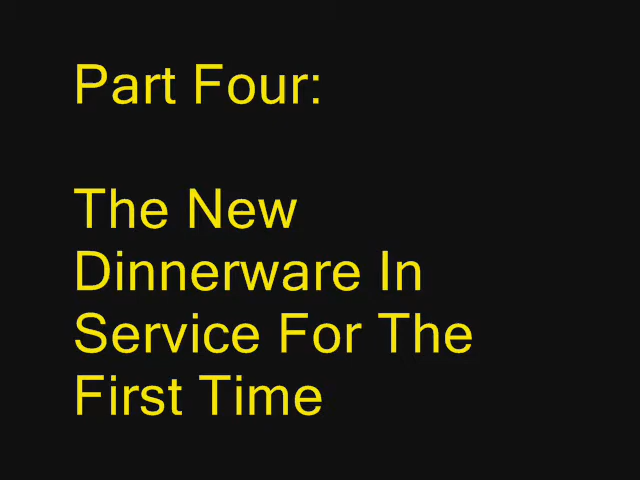 Part Four:
The New
Dinnerware In
Service For The
First Time